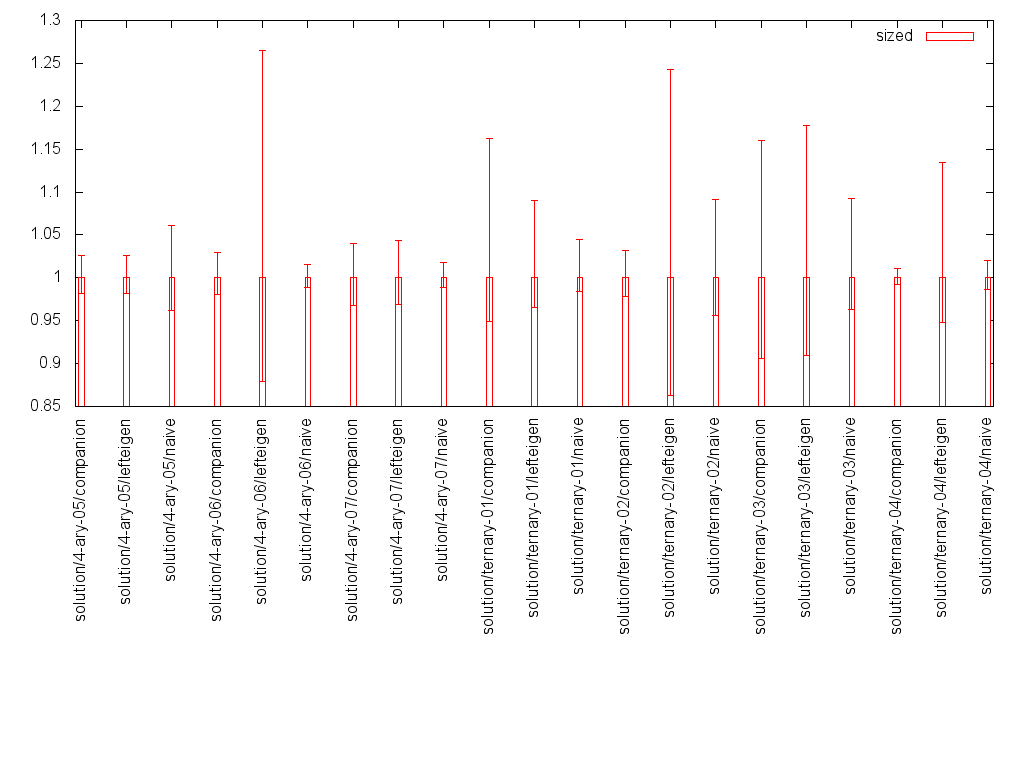 1.3
1.25
1.2
1.15
1.1
1.05
1
0.95
0.9
0.85
sized
solution/4-ary-05/companion
solution/4-ary-05/lefteigen
solution/4-ary-05/naive
solution/4-ary-06/companion
solution/4-ary-06/lefteigen
solution/4-ary-06/naive
solution/4-ary-07/companion
solution/4-ary-07/lefteigen
solution/4-ary-07/naive
solution/ternary-01/companion
solution/ternary-01/lefteigen
solution/ternary-01/naive
solution/ternary-02/companion
solution/ternary-02/lefteigen
solution/ternary-02/naive
solution/ternary-03/companion
solution/ternary-03/lefteigen
solution/ternary-03/naive
solution/ternary-04/companion
solution/ternary-04/lefteigen
solution/ternary-04/naive